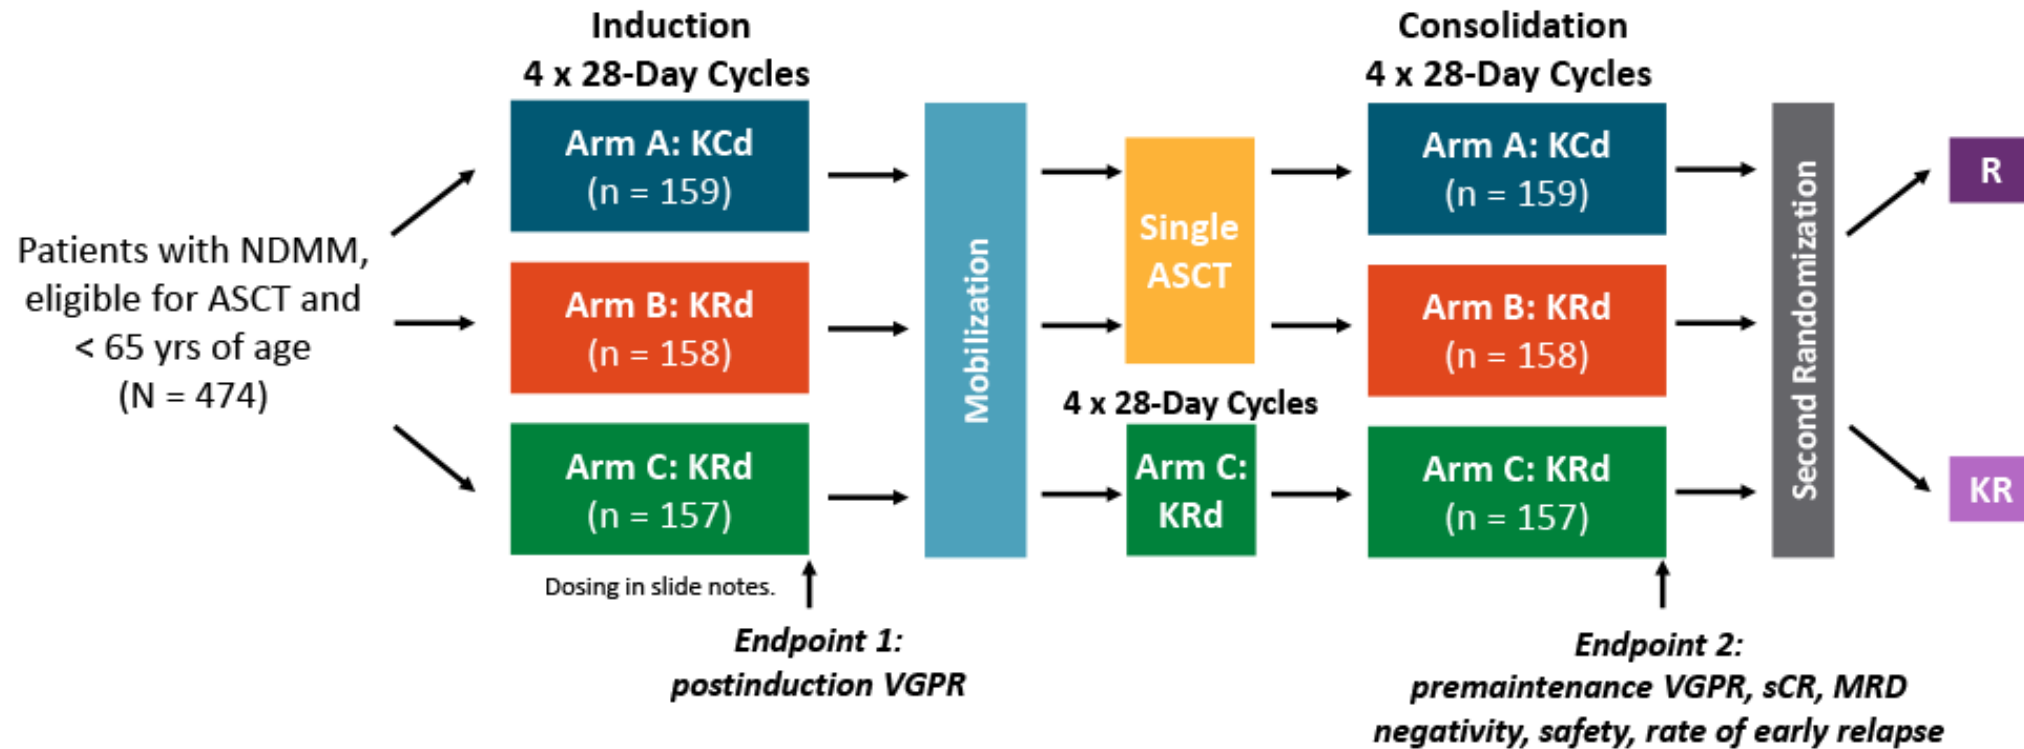 Induction
4 x 28-Day Cycles
Consolidation
4 x 28-Day Cycles
Patients with NDMM,
eligible for ASCT and
< 65 yrs of age
(N = 474)
Arm A: KCd
(n = 159)
Arm B: KRd
(n = 158)
Arm C: KRd
(n = 157)
Mobilization
Single
ASCT
4 x 28-Day Cycles
Arm C:
KRd
Arm A: KCd
(n = 159)
Arm B: KRd
(n = 158)
Arm C: KRd
(n = 157)
Second Randomization
R
KR
Dosing in slide notes.
Endpoint 1:
postinduction VGPR
Endpoint 2:
premaintenance VGPR, sCR, MRD
negativity, safety, rate of early relapse